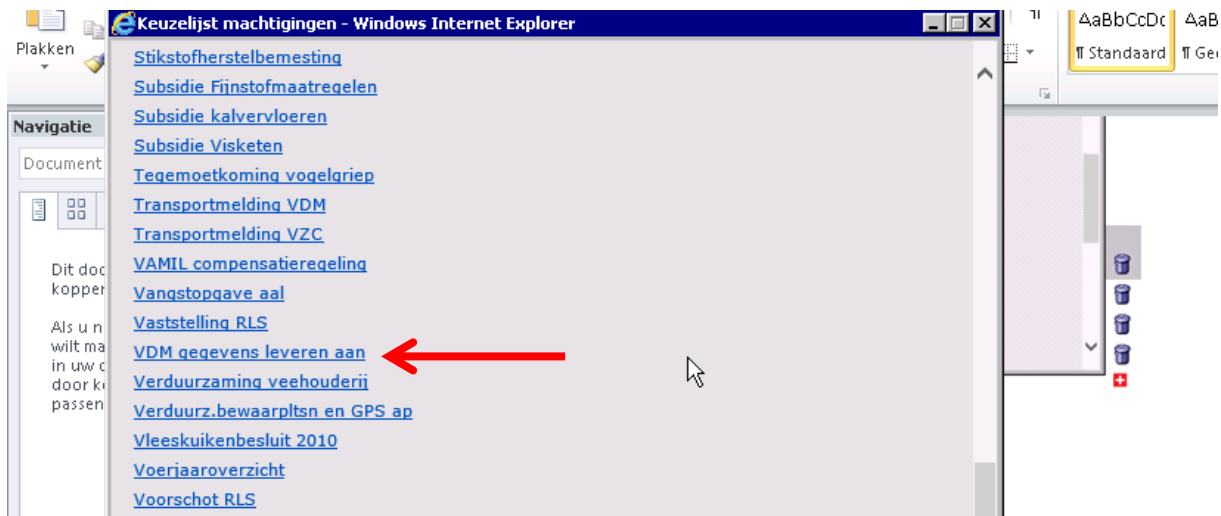 Keuzelijst machtigingen - Windows Internet Explorer
Plakken
AaBbCcDc AaB
¶ Standaard ¶ Gee
Navigatie
Document
Dit doc
kopper
Als u n
wilt ma
in uw d
door k
passen
Stikstofherstelbemesting
Subsidie Fijnstofmaatregelen
Subsidie kalvervloeren
Subsidie Visketen
Tegemoetkoming vogelgriep
Transportmelding VDM
Transportmelding VZC
VAMIL compensatieregeling
Vangstopgave aal
Vaststelling RLS
VDM gegevens leveren aan
Verduurzaming veehouderij
Verduurz.bewaarpltsn en GPS ap
Vleeskuikenbesluit 2010
Voerjaaroverzicht
Voorschot RLS